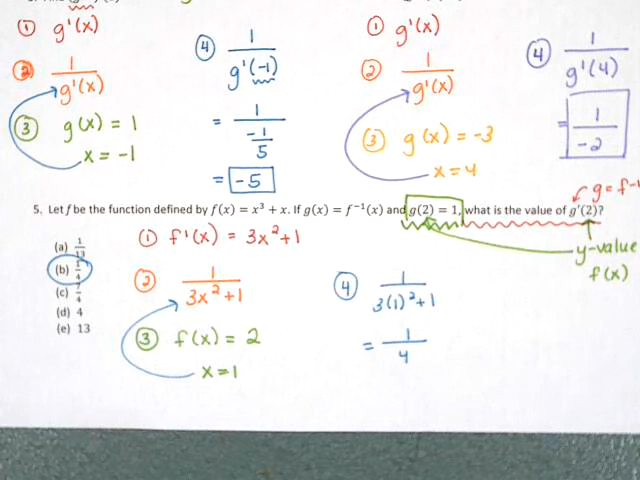 ① g'(x)
② 1/g'(x)
③ g(x) = 1
x = -1
④ 1/g'(-1)
= 1/(-1/5)
= -5
① g'(x)
② 1/g'(x)
③ g(x) = -3
x = 4
④ 1/g'(4)
= 1/-2
g = f⁻¹
5. Let f be the function defined by f(x) = x³ + x. If g(x) = f⁻¹(x) and g(2) = 1, what is the value of g'(2)?
(a) 1/13
(b) 1/4
(c) 7/4
(d) 4
(e) 13
① f'(x) = 3x²+1
② 1/(3x²+1)
③ f(x) = 2
x=1
④ 1/(3(1)²+1)
= 1/4
y-value
f(x)